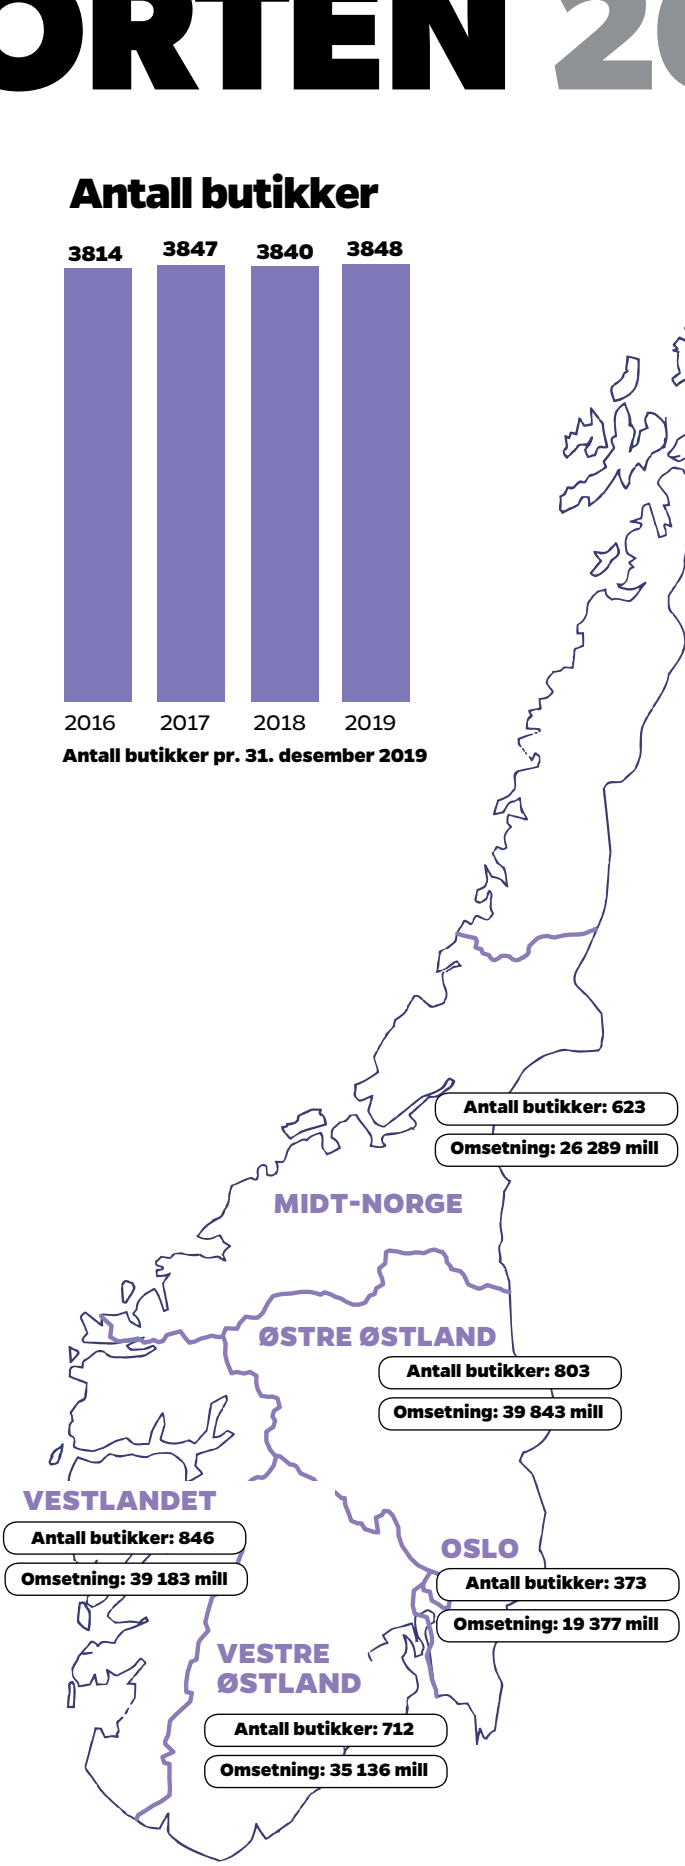 ORTEN 20
Antall butikker
3814 3847 3840 3848
2016 2017 2018 2019
Antall butikker pr. 31. desember 2019
Antall butikker: 623
Omsetning: 26 289 mill
MIDT-NORGE
ØSTRE ØSTLAND
Antall butikker: 803
Omsetning: 39 843 mill
VESTLANDET
Antall butikker: 846
Omsetning: 39 183 mill
OSLO
Antall butikker: 373
Omsetning: 19 377 mill
VESTRE
ØSTLAND
Antall butikker: 712
Omsetning: 35 136 mill